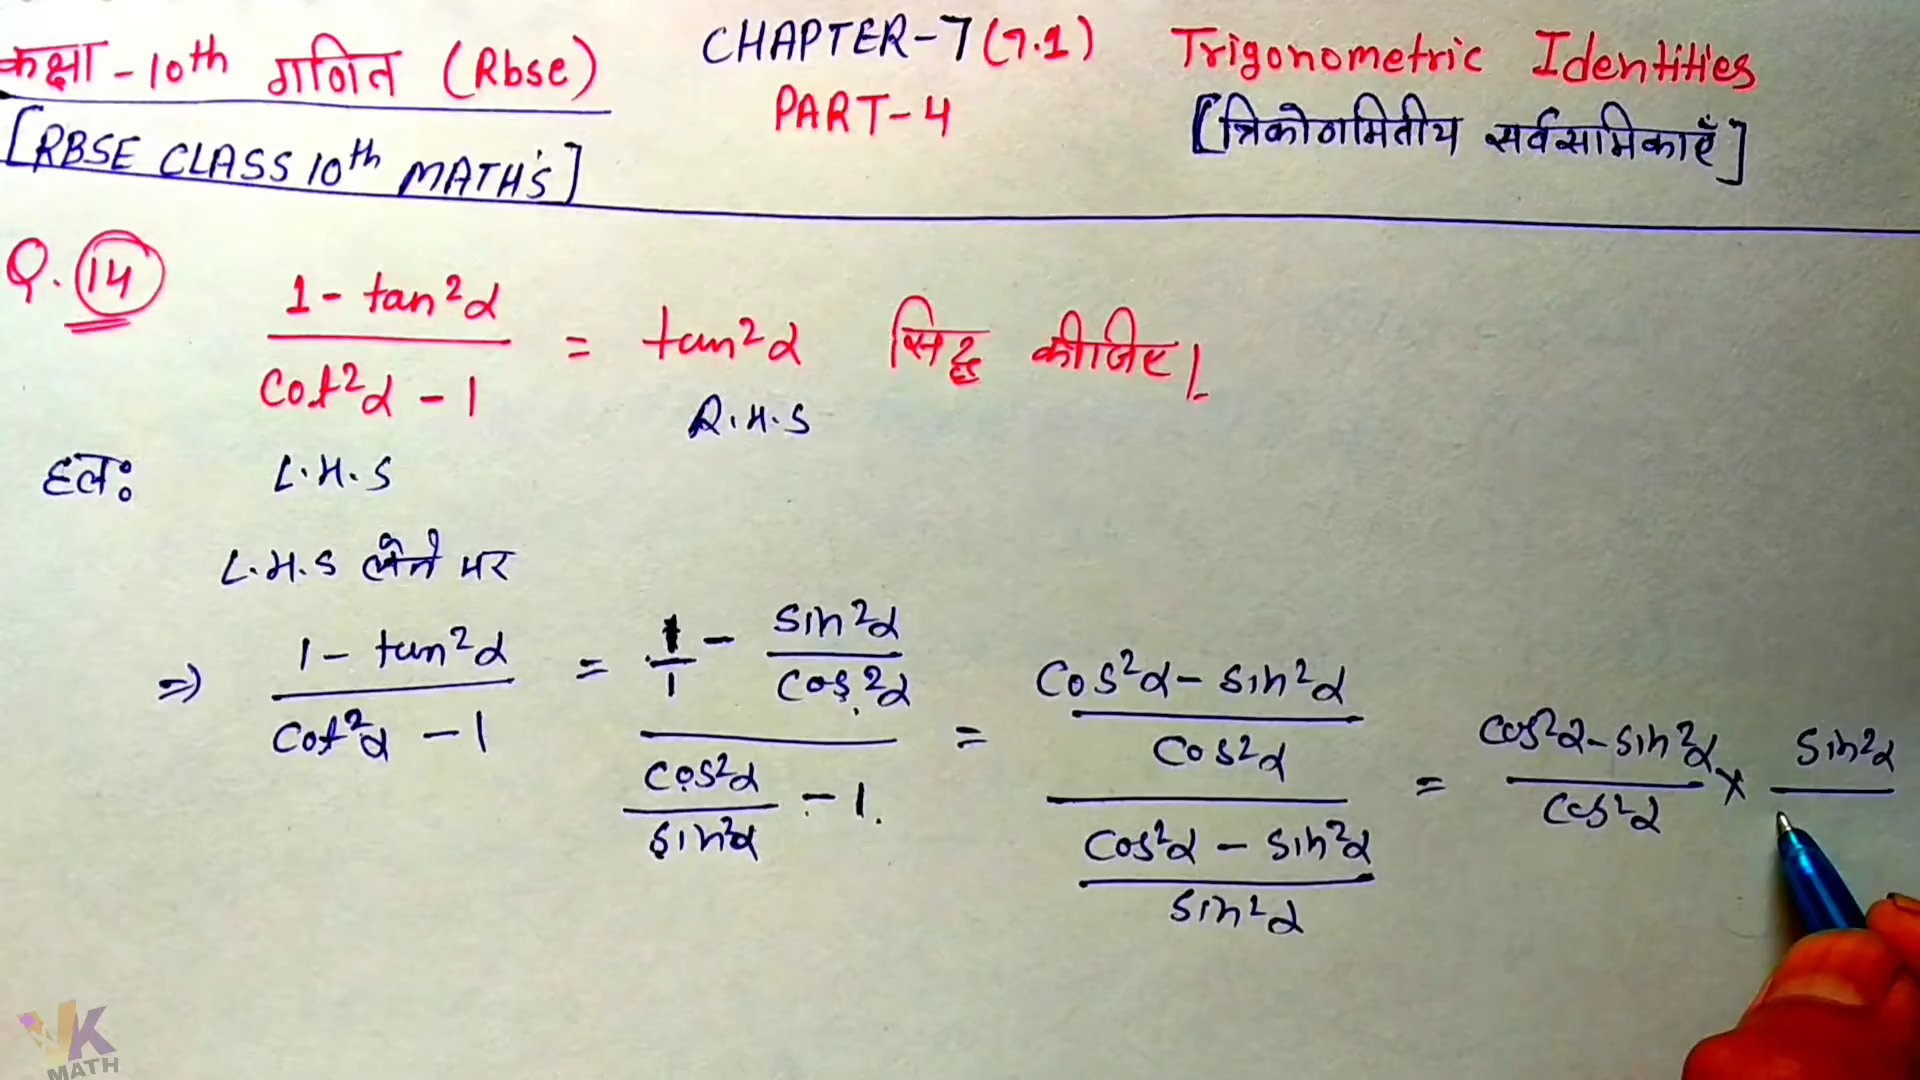 कक्षा - 10th गणित (Rbse)
[RBSE CLASS 10th MATH'S]
CHAPTER-7 (7.1)
PART-4
Trigonometric Identities
[त्रिकोणमितीय सर्वसमिकाएँ]
Q. 14
1 - tan²α / cot²α - 1 = tan²α सिद्ध कीजिए।
R.H.S
हल: L.H.S
L.H.S लेने पर
⇒ 1 - tan²α / cot²α - 1 = 1/1 - sin²α/cos²α / cos²α/sin²α - 1. = cos²α - sin²α / cos²α / cos²α - sin²α / sin²α = cos²α - sin²α / cos²α × sin²α /
VK
MATH